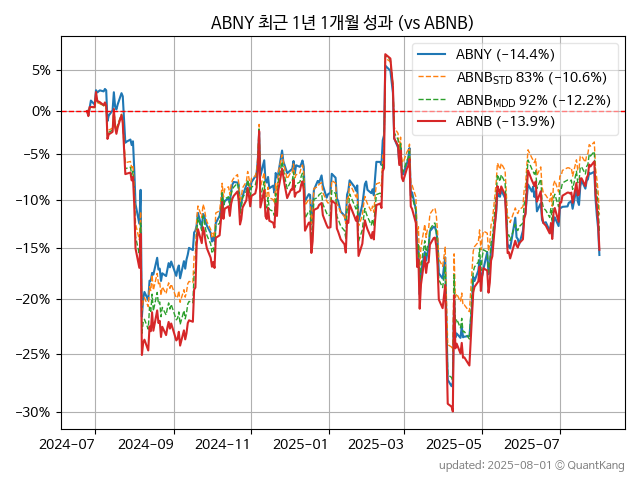 ABNY 최근 1년 1개월 성과 (vs ABNB)
ABNY (−14.4%)
ABNB_STD 83% (−10.6%)
ABNB_MDD 92% (−12.2%)
ABNB (−13.9%)
5%
0%
−5%
−10%
−15%
−20%
−25%
−30%
2024-07 2024-09 2024-11 2025-01 2025-03 2025-05 2025-07
updated: 2025-08-01 © QuantKang